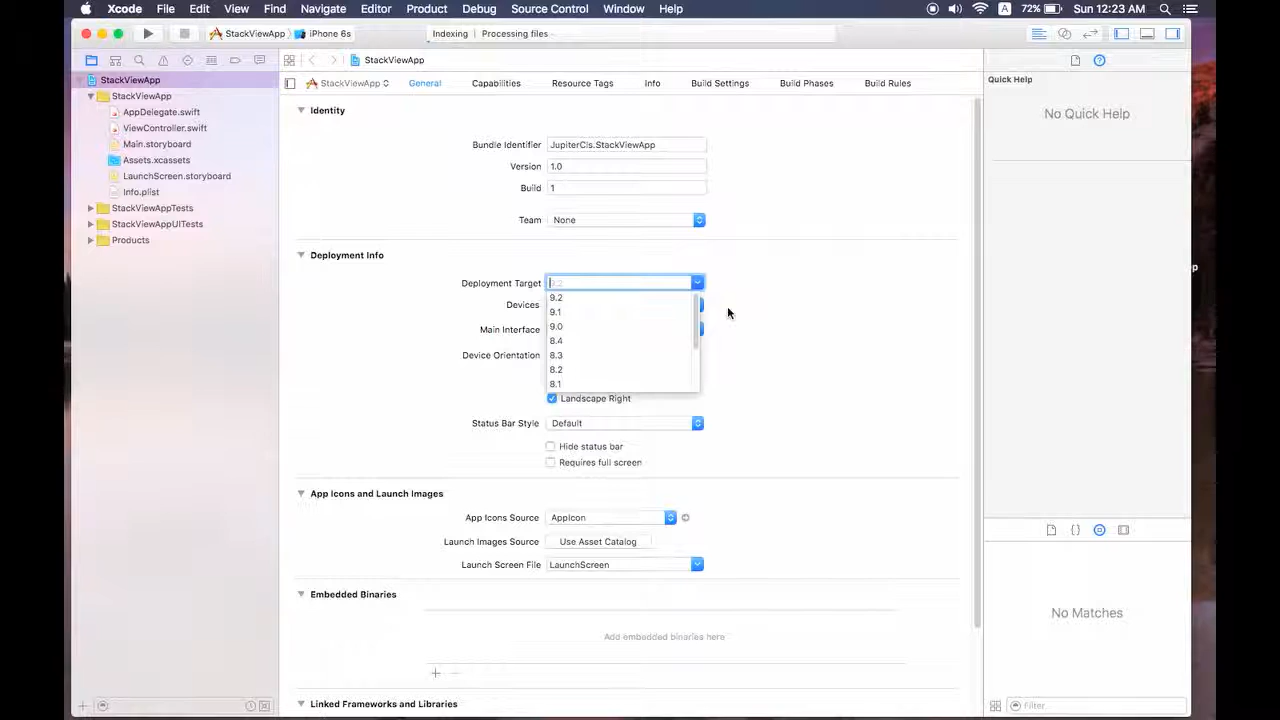 Xcode File Edit View Find Navigate Editor Product Debug Source Control Window Help A 71% Sun 12:23 AM
StackViewApp iPhone 6s Indexing Processing files
StackViewApp
StackViewApp General Capabilities Resource Tags Info Build Settings Build Phases Build Rules
StackViewApp
StackViewApp
AppDelegate.swift
ViewController.swift
Main.storyboard
Assets.xcassets
LaunchScreen.storyboard
Info.plist
StackViewAppTests
StackViewAppUITests
Products
Identity
Bundle Identifier JupiterCls.StackViewApp
Version 1.0
Build 1
Team None
Deployment Info
Deployment Target 9.2
9.2
9.1
9.0
8.4
8.3
8.2
8.1
Devices
Main Interface
Device Orientation
Landscape Right
Status Bar Style Default
Hide status bar
Requires full screen
App Icons and Launch Images
App Icons Source AppIcon
Launch Images Source Use Asset Catalog
Launch Screen File LaunchScreen
Embedded Binaries
Add embedded binaries here
Linked Frameworks and Libraries
Quick Help
No Quick Help
p
No Matches
Filter